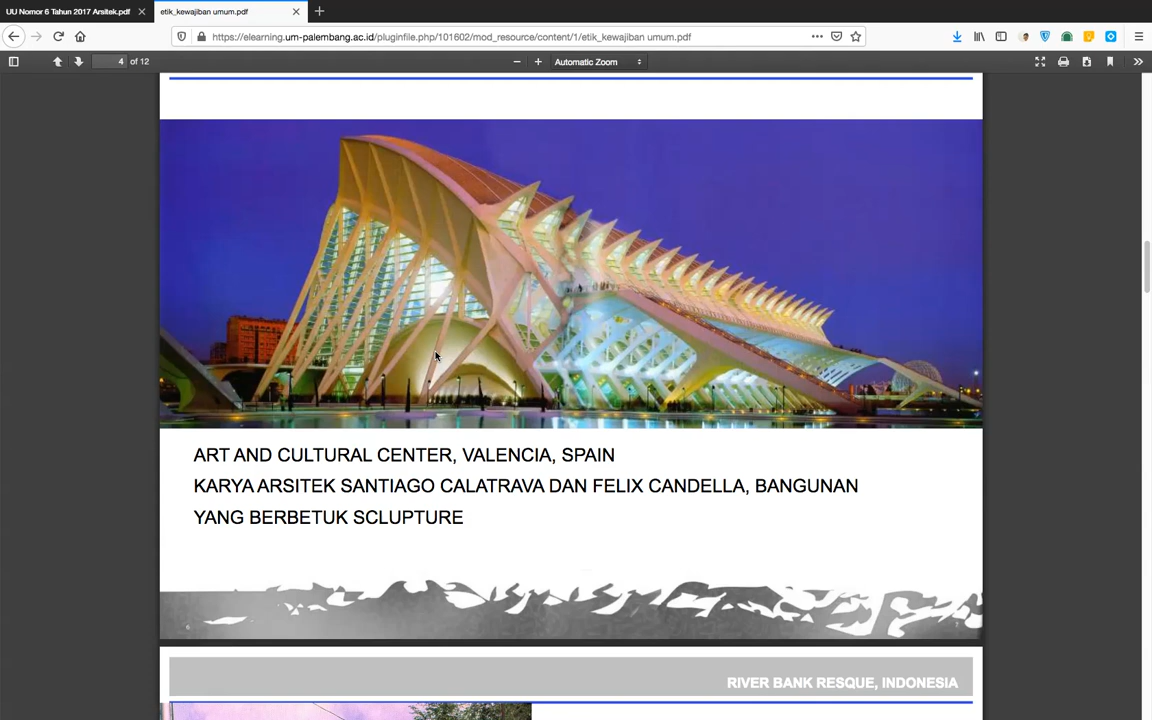 UU Nomor 6 Tahun 2017 Arsitek.pdf
etik_kewajiban umum.pdf
https://elearning.um-palembang.ac.id/pluginfile.php/101602/mod_resource/content/1/etik_kewajiban umum.pdf
4 of 12
Automatic Zoom
ART AND CULTURAL CENTER, VALENCIA, SPAIN
KARYA ARSITEK SANTIAGO CALATRAVA DAN FELIX CANDELLA, BANGUNAN
YANG BERBETUK SCLUPTURE
6
RIVER BANK RESQUE, INDONESIA